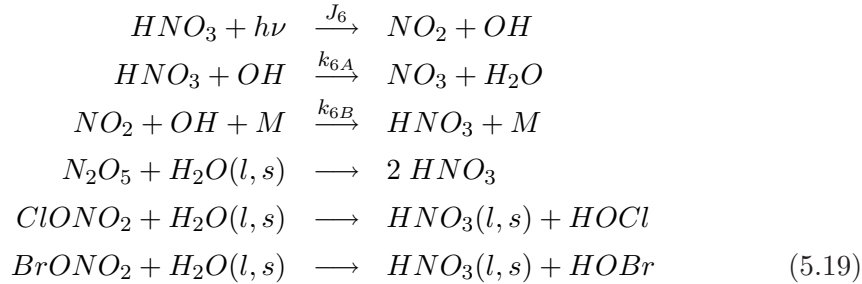 HNO₃ + hν →^{J₆} NO₂ + OH
HNO₃ + OH →^{k₆A} NO₃ + H₂O
NO₂ + OH + M →^{k₆B} HNO₃ + M
N₂O₅ + H₂O(l, s) ⟶ 2 HNO₃
ClONO₂ + H₂O(l, s) ⟶ HNO₃(l, s) + HOCl
BrONO₂ + H₂O(l, s) ⟶ HNO₃(l, s) + HOBr (5.19)